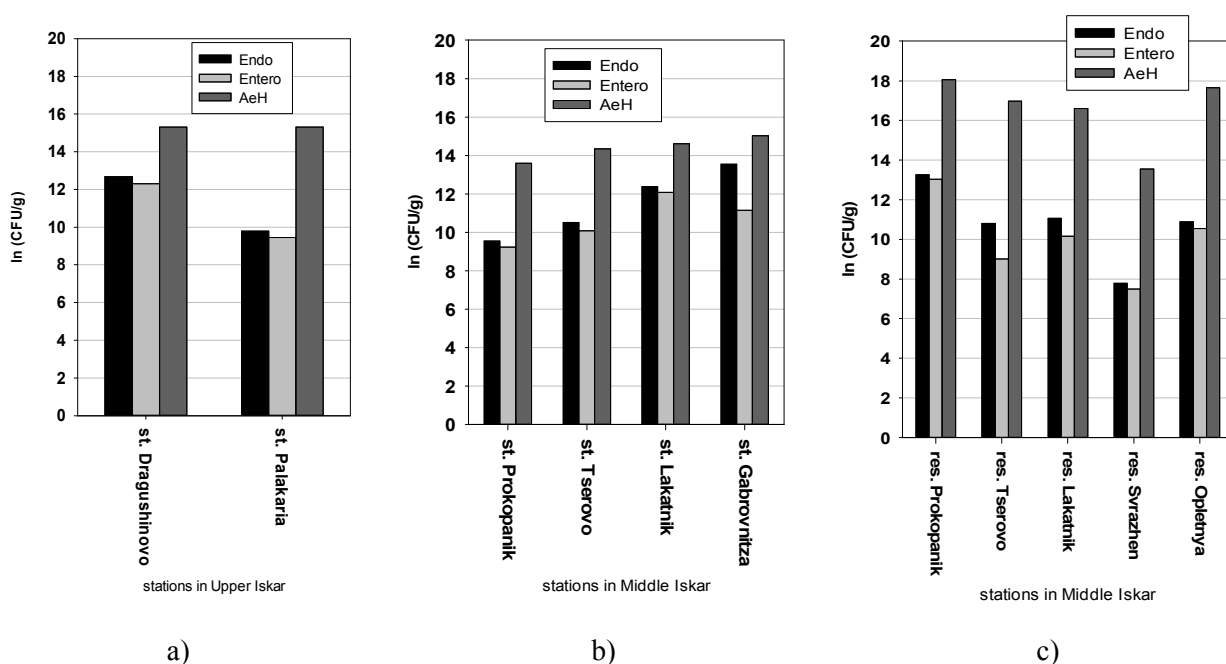 20
18
16
14
12
10
8
6
4
2
0
ln (CFU/g)
Endo
Entero
AeH
st. Dragushinovo
st. Palakaria
stations in Upper Iskar
a)
20
18
16
14
12
10
8
6
4
2
0
ln (CFU/g)
Endo
Entero
AeH
st. Prokopanik
st. Tserovo
st. Lakatnik
st. Gabrovnitza
stations in Middle Iskar
b)
20
18
16
14
12
10
8
6
4
2
0
ln (CFU/g)
Endo
Entero
AeH
res. Prokopanik
res. Tserovo
res. Lakatnik
res. Svrazhen
res. Opletnya
stations in Middle Iskar
c)